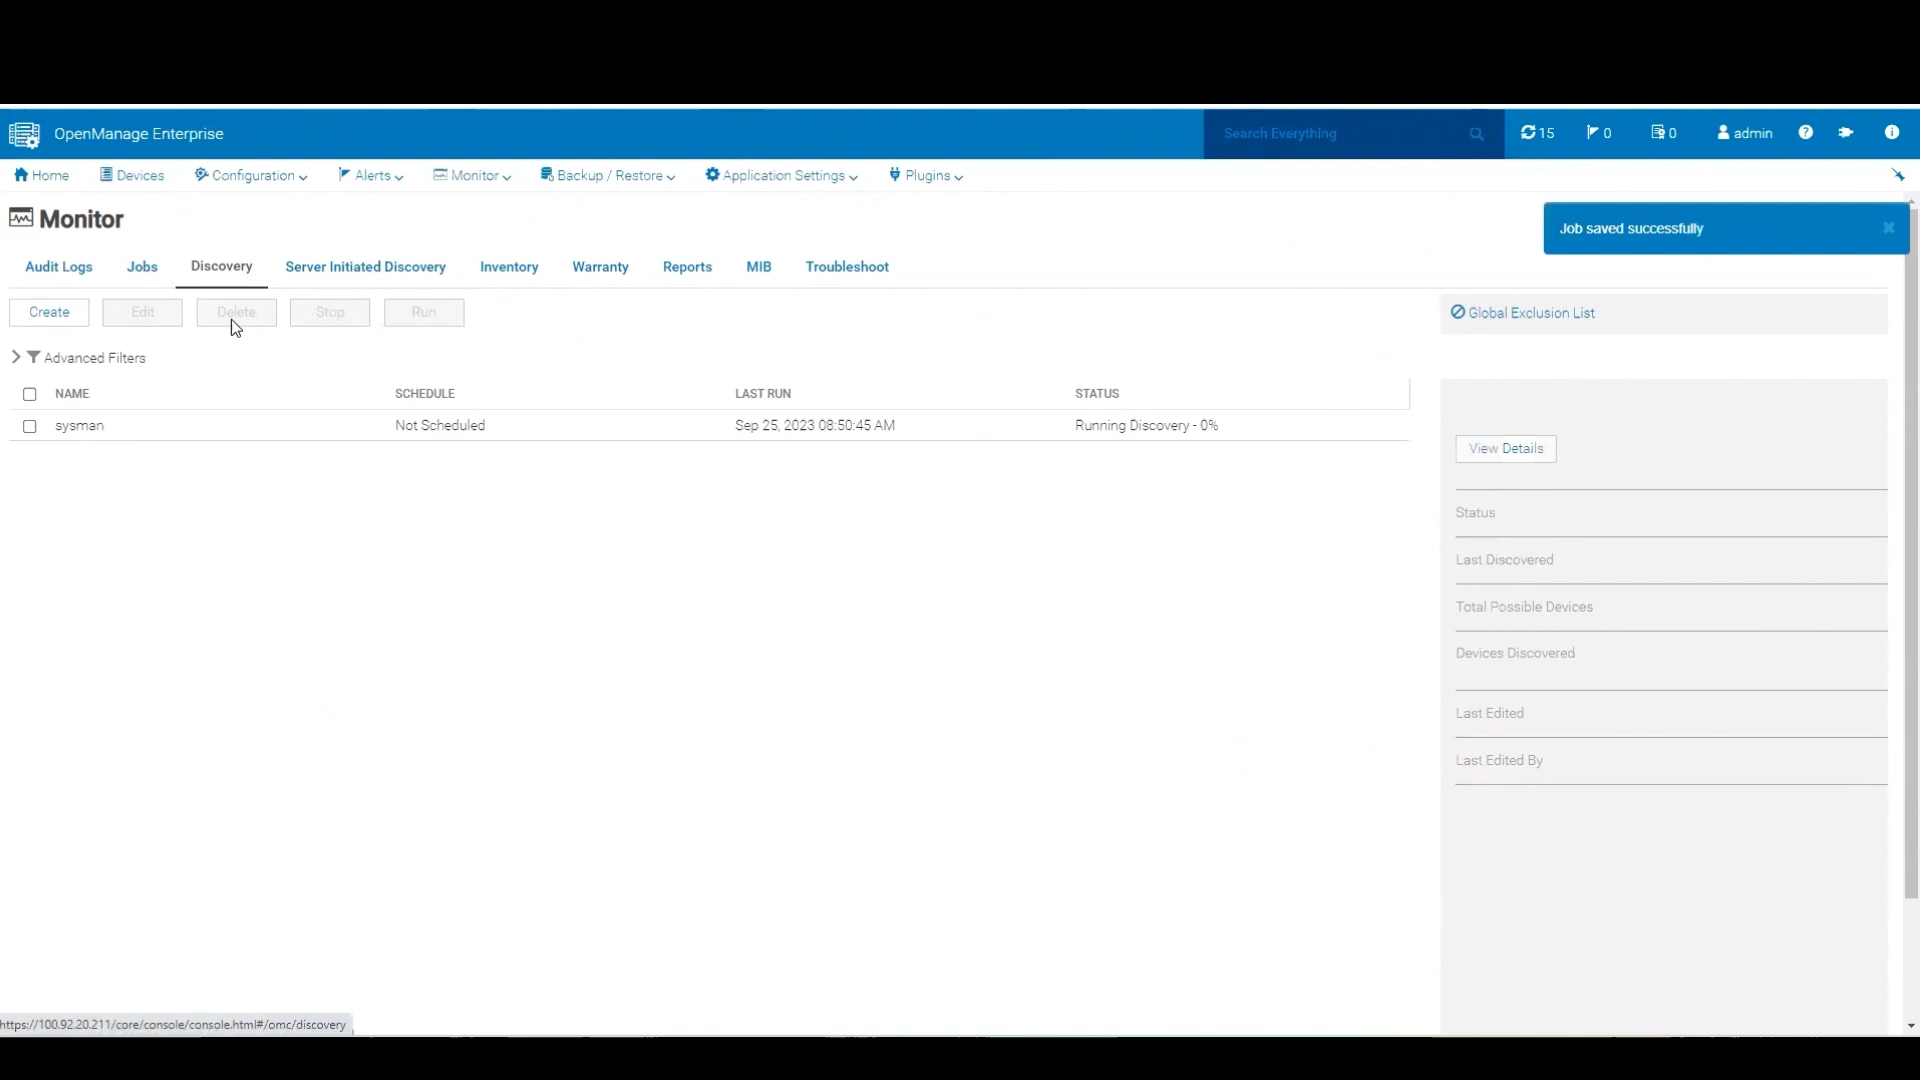 OpenManage Enterprise
Search Everything
15
0
0
admin
Home
Devices
Configuration
Alerts
Monitor
Backup / Restore
Application Settings
Plugins
Monitor
Job saved successfully
Audit Logs
Jobs
Discovery
Server Initiated Discovery
Inventory
Warranty
Reports
MIB
Troubleshoot
Create
Edit
Delete
Stop
Run
Global Exclusion List
Advanced Filters
NAME SCHEDULE LAST RUN STATUS
sysman Not Scheduled Sep 25, 2023 08:50:45 AM Running Discovery - 0%
View Details
Status
Last Discovered
Total Possible Devices
Devices Discovered
Last Edited
Last Edited By
https://100.92.20.211/core/console/console.html#/omc/discovery